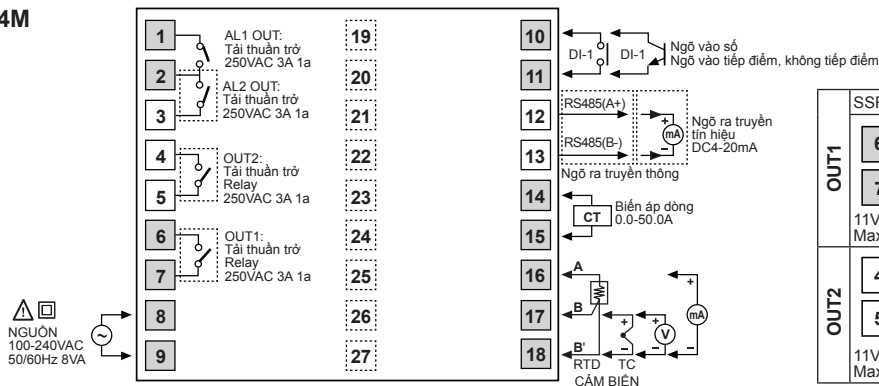 4M
1
2
3
4
5
6
7
8
9
AL1 OUT:
Tải thuần trở
250VAC 3A 1a
AL2 OUT:
Tải thuần trở
250VAC 3A 1a
OUT2:
Tải thuần trở
Relay
250VAC 3A 1a
OUT1:
Tải thuần trở
Relay
250VAC 3A 1a
NGUỒN
100-240VAC
50/60Hz 8VA
19
20
21
22
23
24
25
26
27
10
11
12
13
14
15
16
17
18
DI-1
DI-1
Ngõ vào số
Ngõ vào tiếp điểm, không tiếp điểm
RS485(A+)
RS485(B-)
+
mA
−
Ngõ ra truyền
tín hiệu
DC4-20mA
Ngõ ra truyền thông
CT
Biến áp dòng
0.0-50.0A
A
B
B'
+
−
+
V
−
+
mA
−
RTD
TC
CẢM BIẾN
OUT1
7
11V
Max
OUT2
4
5
11V
Max